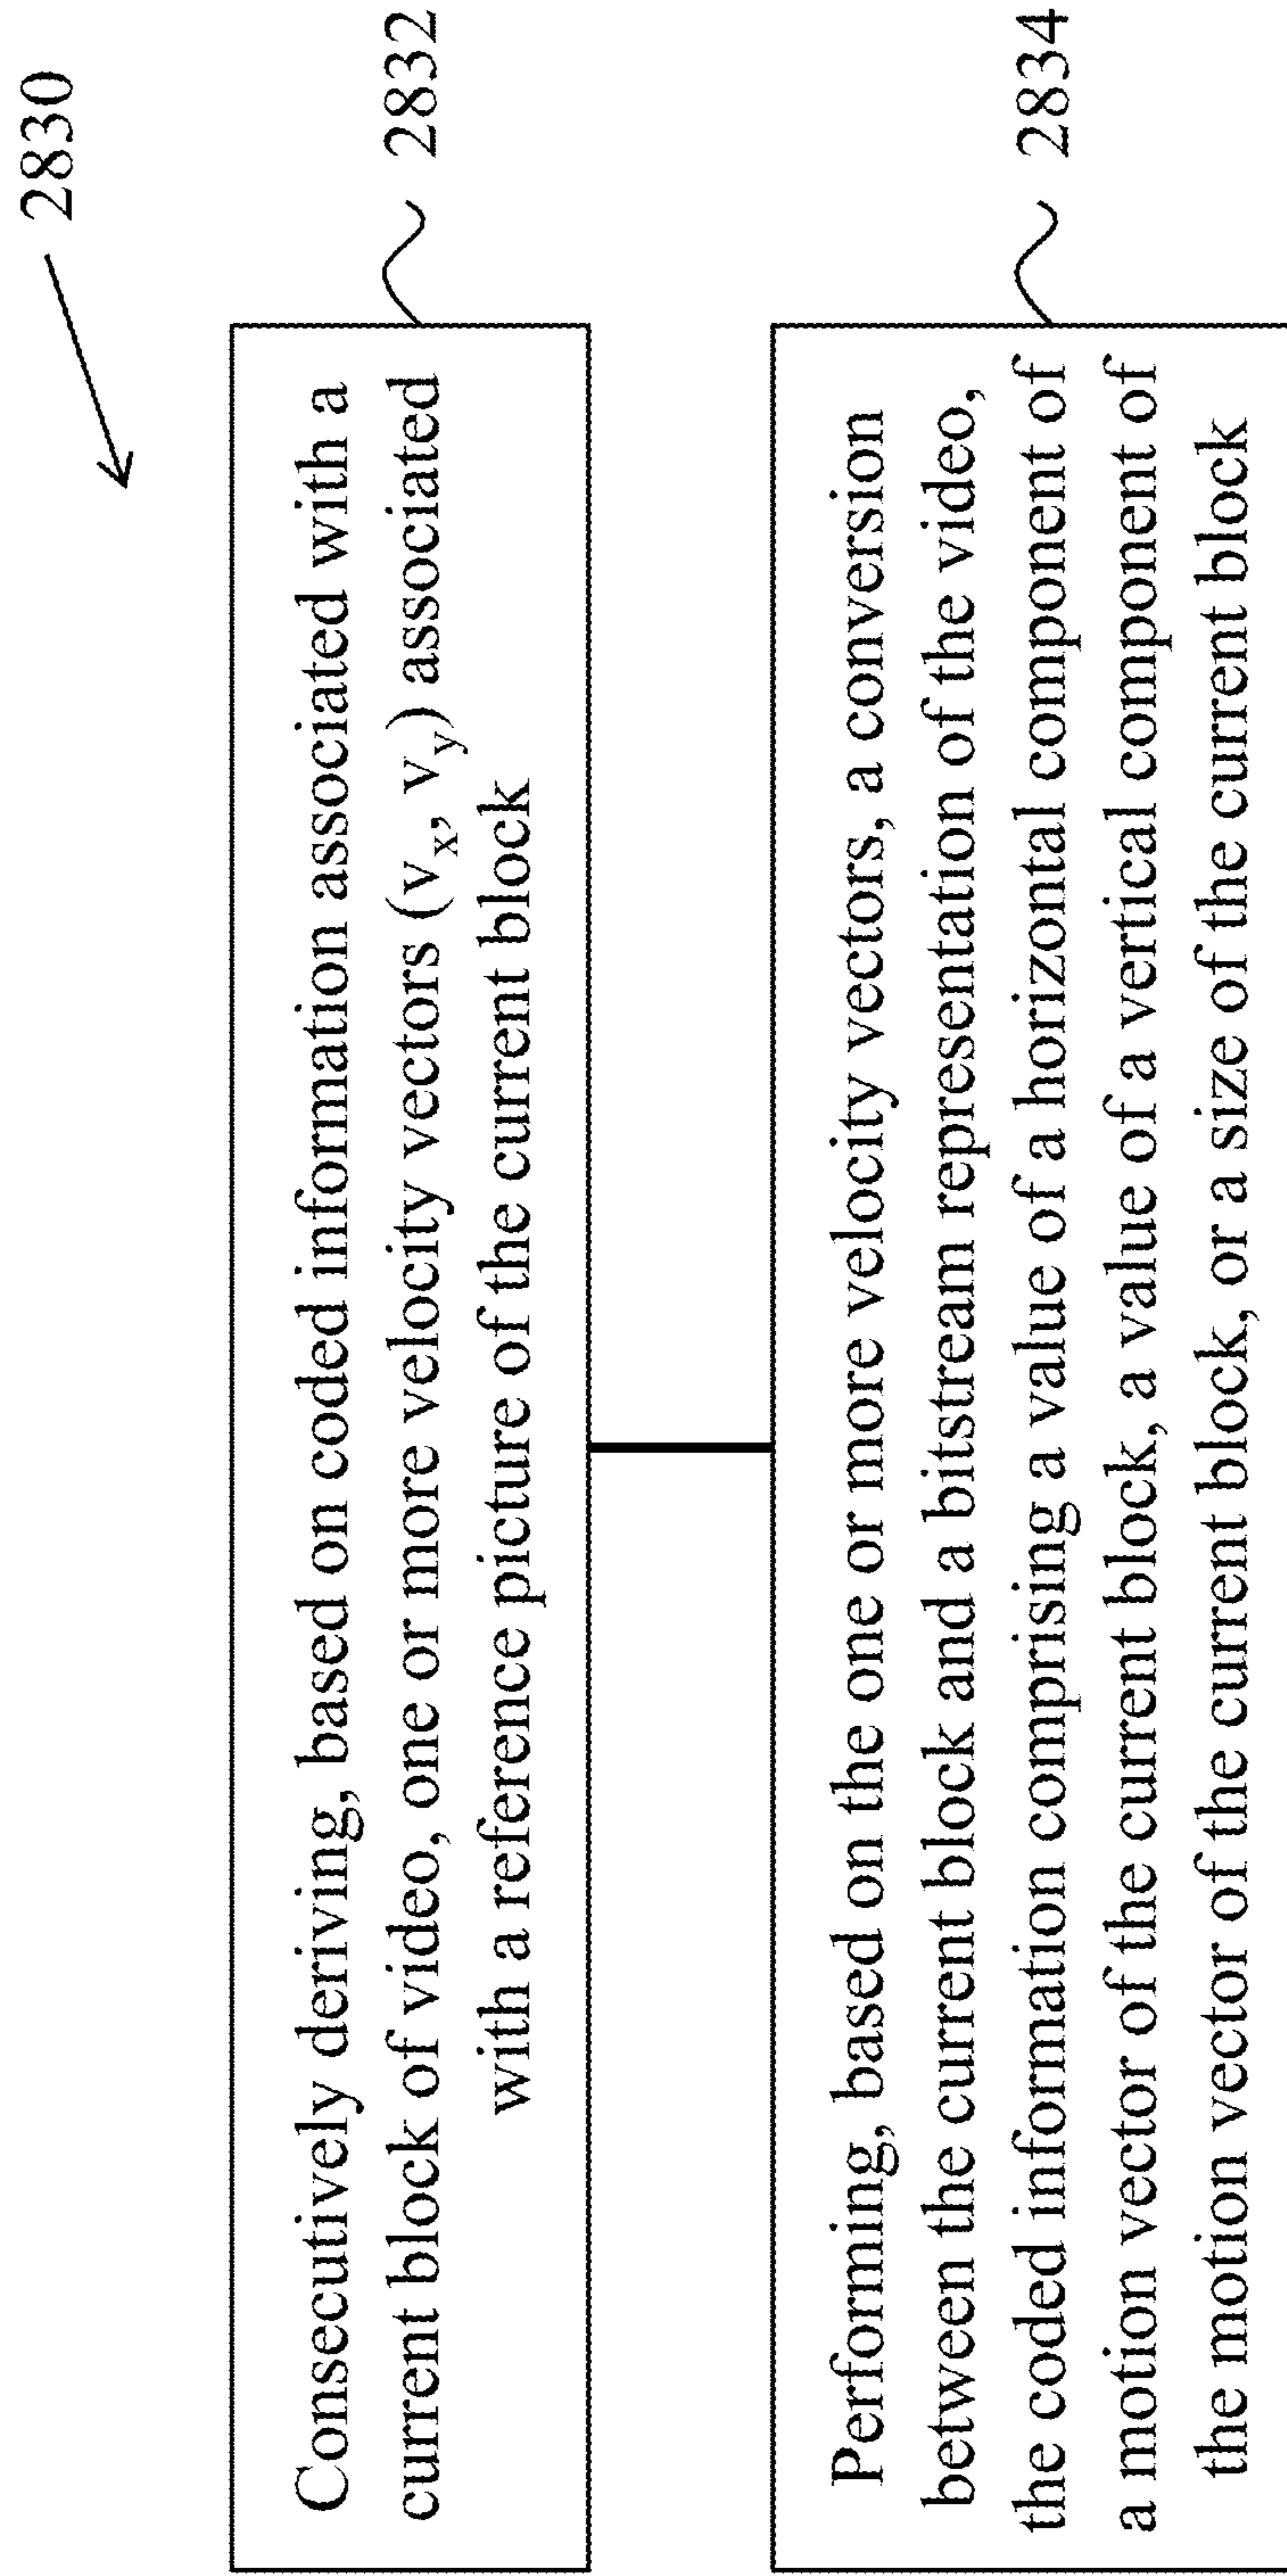 2830
Consecutively deriving, based on coded information associated with a
current block of video, one or more velocity vectors (vx, vy) associated
with a reference picture of the current block
2832
Performing, based on the one or more velocity vectors, a conversion
between the current block and a bitstream representation of the video,
the coded information comprising a value of a horizontal component of
a motion vector of the current block, a value of a vertical component of
the motion vector of the current block, or a size of the current block
2834